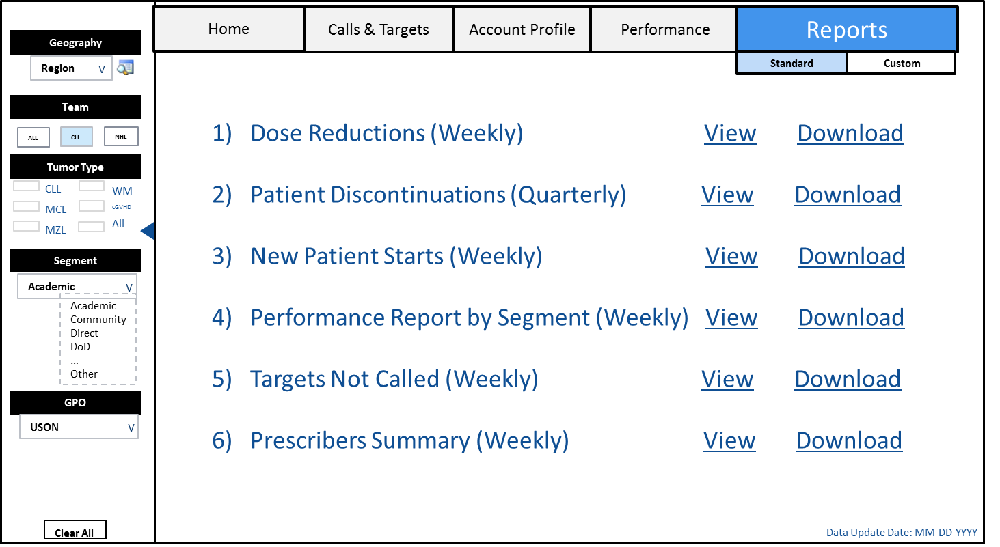 Home
Calls & Targets
Account Profile
Performance
Reports
Standard
Custom
Geography
Region V
Team
ALL CLL NHL
Tumor Type
CLL WM
MCL cGVHD
MZL All
Segment
Academic V
Academic
Community
Direct
DoD
...
Other
GPO
USON V
Clear All
1) Dose Reductions (Weekly) View Download
2) Patient Discontinuations (Quarterly) View Download
3) New Patient Starts (Weekly) View Download
4) Performance Report by Segment (Weekly) View Download
5) Targets Not Called (Weekly) View Download
6) Prescribers Summary (Weekly) View Download
Data Update Date: MM-DD-YYYY